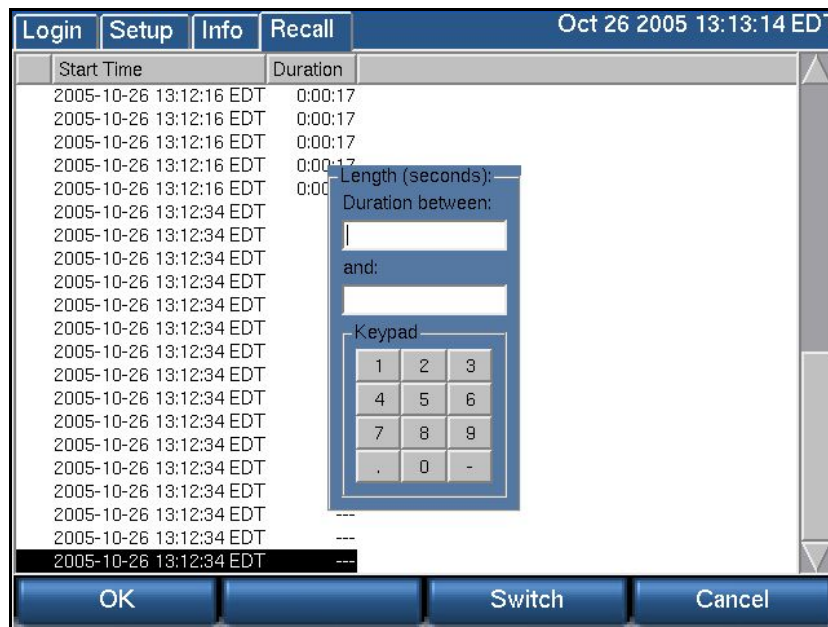 Login Setup Info Recall Oct 26 2005 13:13:14 EDT
Start Time Duration
2005-10-26 13:12:16 EDT 0:00:17
2005-10-26 13:12:16 EDT 0:00:17
2005-10-26 13:12:16 EDT 0:00:17
2005-10-26 13:12:16 EDT 0:00:17
2005-10-26 13:12:16 EDT 0:00
2005-10-26 13:12:34 EDT
2005-10-26 13:12:34 EDT
2005-10-26 13:12:34 EDT
2005-10-26 13:12:34 EDT
2005-10-26 13:12:34 EDT
2005-10-26 13:12:34 EDT
2005-10-26 13:12:34 EDT
2005-10-26 13:12:34 EDT
2005-10-26 13:12:34 EDT
2005-10-26 13:12:34 EDT
2005-10-26 13:12:34 EDT
2005-10-26 13:12:34 EDT
2005-10-26 13:12:34 EDT
2005-10-26 13:12:34 EDT ---
2005-10-26 13:12:34 EDT ---
2005-10-26 13:12:34 EDT ---
Length (seconds):
Duration between:
and:
Keypad
1 2 3
4 5 6
7 8 9
. 0 -
OK Switch Cancel